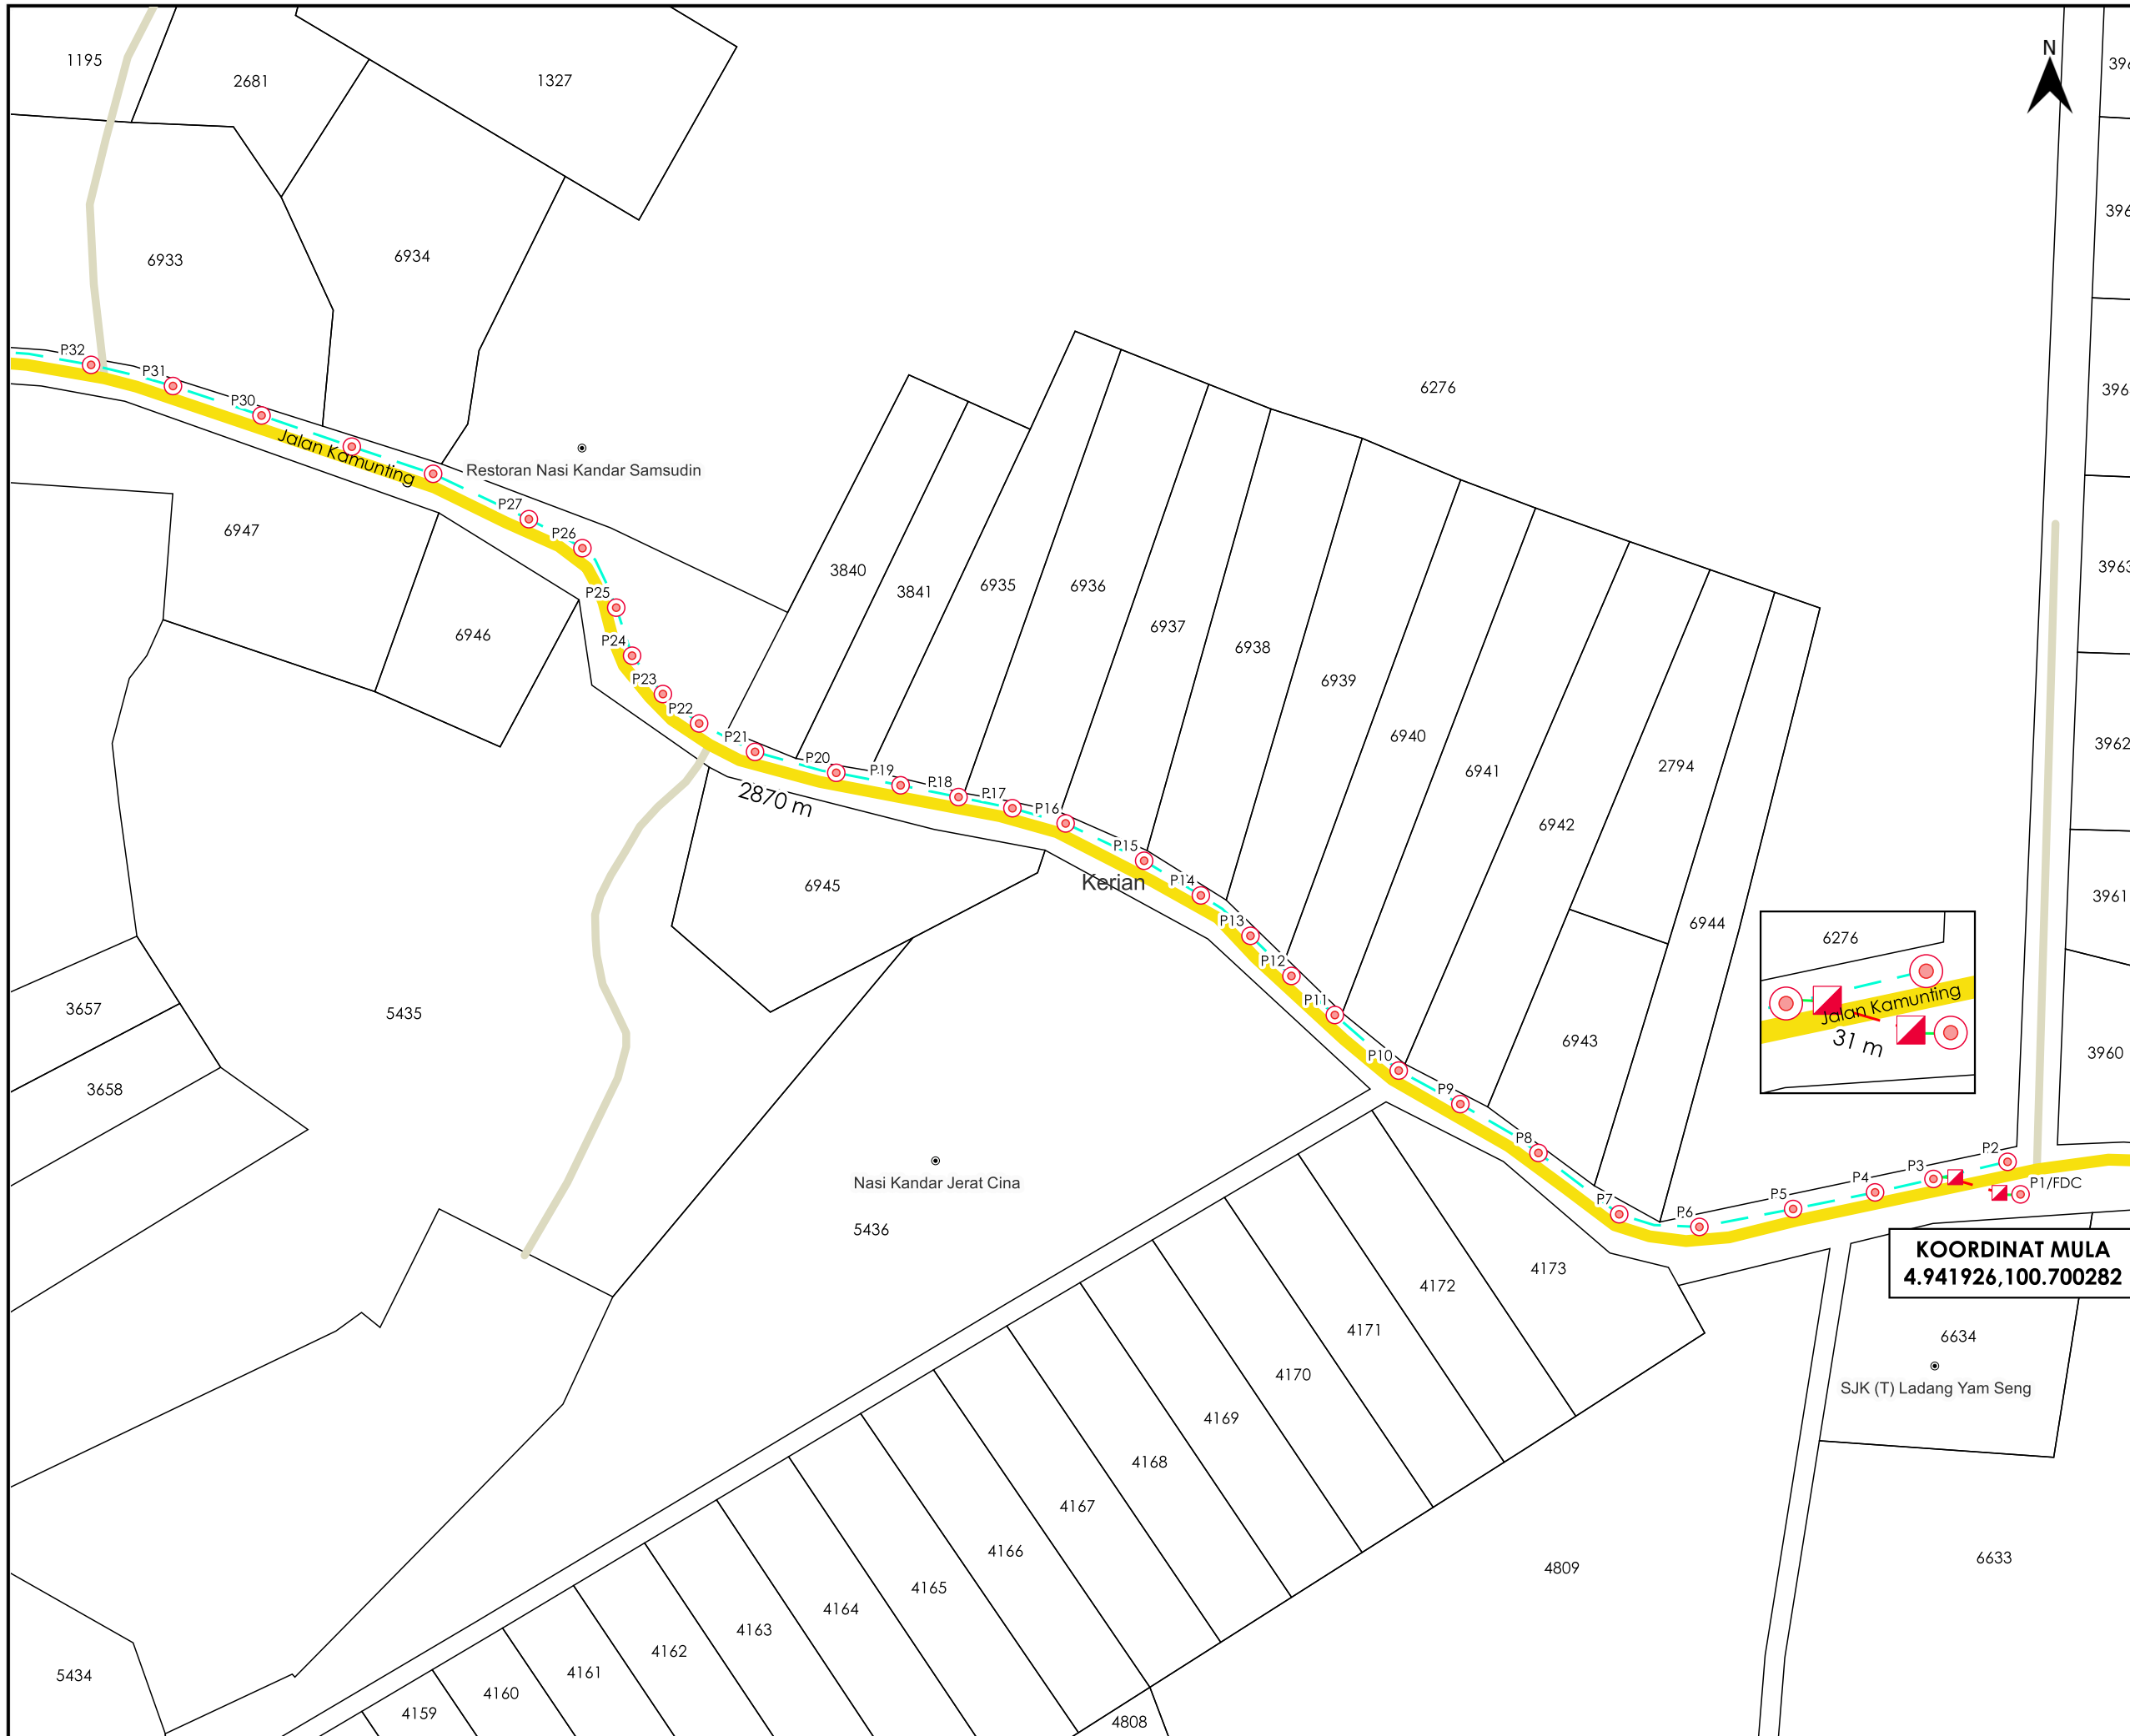 1195
2681
1327
N
6933
6934
P32
P31
P30
Jalan Kamunting
Restoran Nasi Kandar Samsudin
6276
P27
P26
6947
P25
3963
3840
3841
6935
6936
6946
P24
6937
6938
P23
6939
P22
P21
6940
3962
P20
P19
6941
2794
P18
2870 m
P17
P16
6942
P15
Kerian
P14
6945
3961
P13
6944
6276
P12
Jalan Kamunting
31 m
P11
3657
5435
6943
P10
3960
3658
P9
P8
P2
P3
P1/FDC
Nasi Kandar Jerat Cina
P4
P5
P7
P6
5436
KOORDINAT MULA
4.941926,100.700282
4173
4172
4171
6634
4170
SJK (T) Ladang Yam Seng
4169
4168
4167
4166
4809
6633
4165
4164
4163
4162
4161
5434
4160
4159
4808